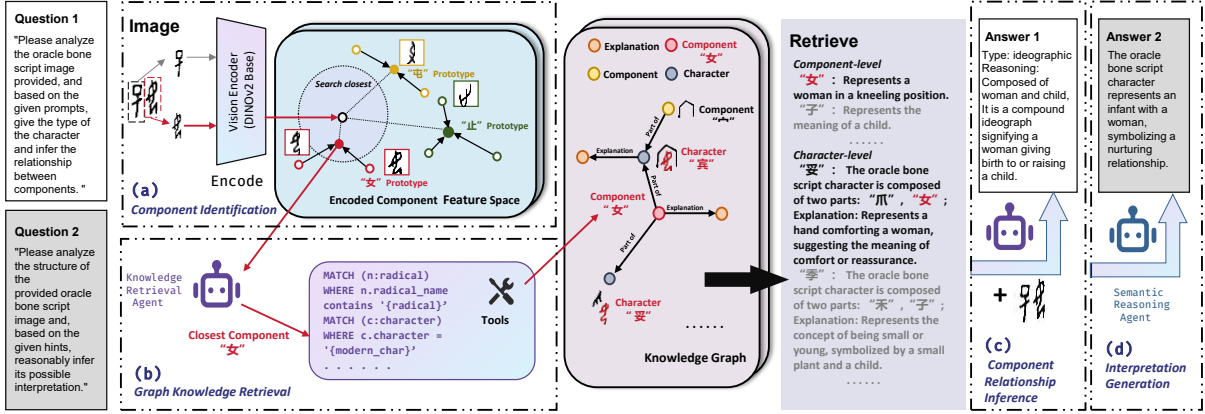 Question 1
"Please analyze
the oracle bone
script image
provided, and
based on the
given prompts,
give the type of
the character
and infer the
relationship
between
components. "
Question 2
"Please analyze
the structure of
the
provided oracle
bone script
image and,
based on the
given hints,
reasonably infer
its possible
interpretation."
Image
Vision Encoder
(DINOv2 Base)
Encode
Search closest
"屯" Prototype
"止" Prototype
"女" Prototype
Encoded Component Feature Space
(a)
Component Identification
Knowledge
Retrieval
Agent
Closest Component
"女"
MATCH (n:radical)
WHERE n.radical_name
contains '{radical}'
MATCH (c:character)
WHERE c.character =
'{modern_char}'
. . . . . .
Tools
(b)
Graph Knowledge Retrieval
Explanation
Component
"女"
Component
Character
Component
"宀"
Part of
Explanation
Character
"宾"
Part of
Component
"女"
Explanation
Part of
Character
"妥"
......
Knowledge Graph
Retrieve
Component-level
"女" : Represents a
woman in a kneeling position.
"子" : Represents the
meaning of a child.
......
Character-level
"妥" : The oracle bone
script character is composed
of two parts: "爪" , "女" ;
Explanation: Represents a
hand comforting a woman,
suggesting the meaning of
comfort or reassurance.
"季" : The oracle bone
script character is composed
of two parts: "禾" , "子" ;
Explanation: Represents the
concept of being small or
young, symbolized by a small
plant and a child.
......
Answer 1
Type: ideographic
Reasoning:
Composed of
woman and child,
It is a compound
ideograph
signifying a
woman giving
birth to or raising
a child.
+
(c)
Component
Relationship
Inference
Answer 2
The oracle
bone script
character
represents an
infant with a
woman,
symbolizing a
nurturing
relationship.
Semantic
Reasoning
Agent
(d)
Interpretation
Generation